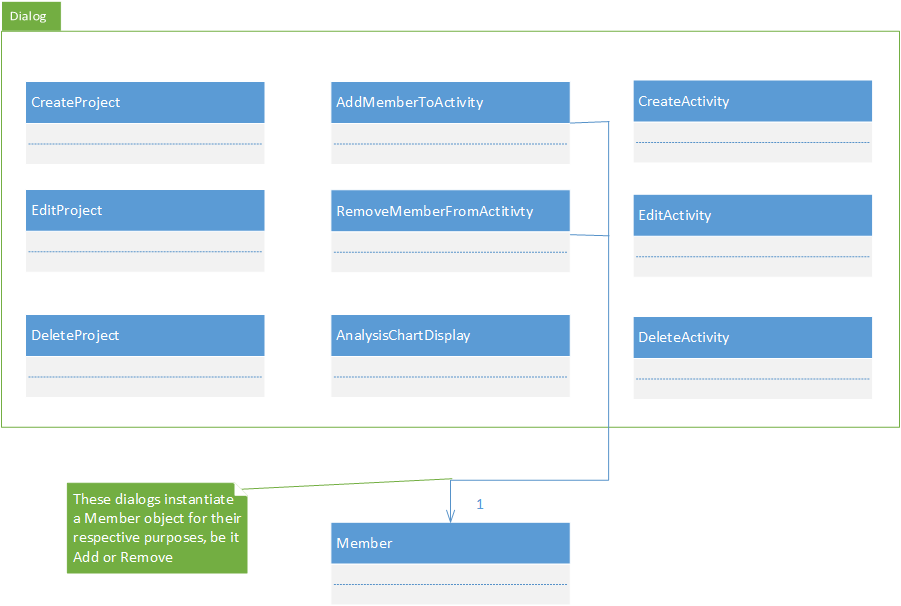 Dialog
CreateProject
AddMemberToActivity
CreateActivity
EditProject
RemoveMemberFromActitivty
EditActivity
DeleteProject
AnalysisChartDisplay
DeleteActivity
These dialogs instantiate
a Member object for their
respective purposes, be it
Add or Remove
1
Member